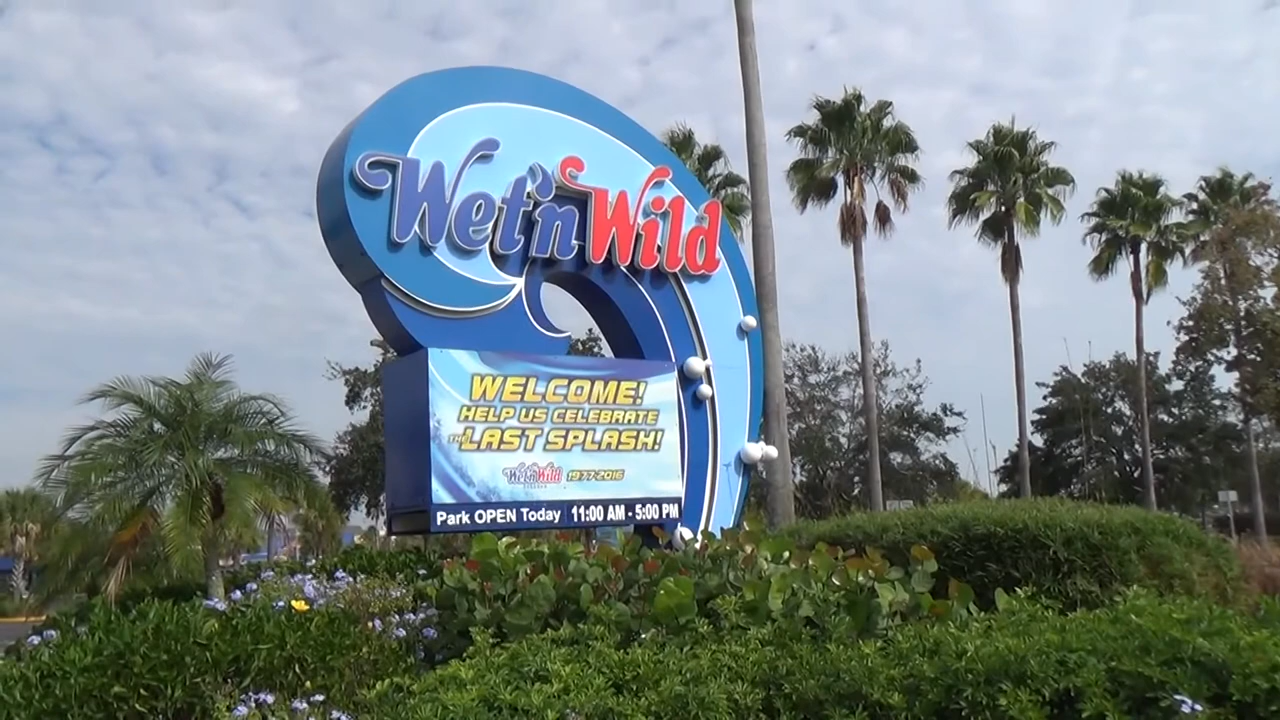 Wet'n Wild
WELCOME!
HELP US CELEBRATE
THE LAST SPLASH!
Wet'n Wild 1977-2016
Park OPEN Today 11:00 AM - 5:00 PM